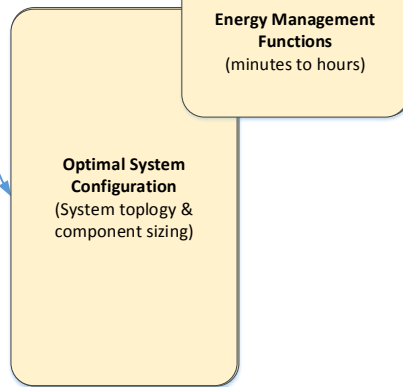 Energy Management
Functions
(minutes to hours)
Optimal System
Configuration
(System toplogy &
component sizing)